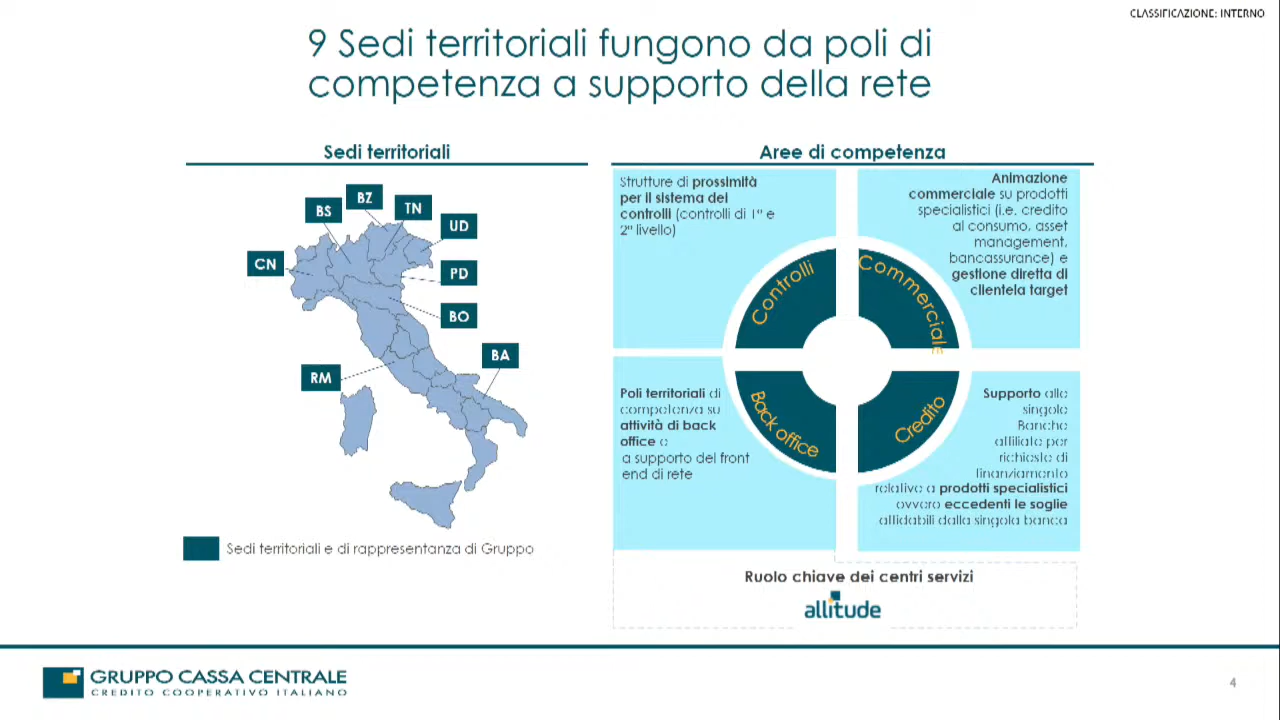 CLASSIFICAZIONE: INTERNO
9 Sedi territoriali fungono da poli di
competenza a supporto della rete
Sedi territoriali
BZ
BS
TN
UD
CN
PD
BO
BA
RM
Sedi territoriali e di rappresentanza di Gruppo
Aree di competenza
Strutture di prossimità
per il sistema dei
controlli (controlli di 1° e
2° livello)
Animazione
commerciale su prodotti
specialistici (i.e. credito
al consumo, asset
management,
bancassurance) e
gestione diretta di
clientela target
Controlli
Commerciale
Back office
Credito
Poli territoriali di
competenza su
attività di back
office e
a supporto del front
end di rete
Supporto alle
singole
Banche
affiliate per
richieste di
finanziamento
relative a prodotti specialistici
ovvero eccedenti le soglie
affidabili dalla singola banca
Ruolo chiave dei centri servizi
allitude
GRUPPO CASSA CENTRALE
CREDITO COOPERATIVO ITALIANO
4